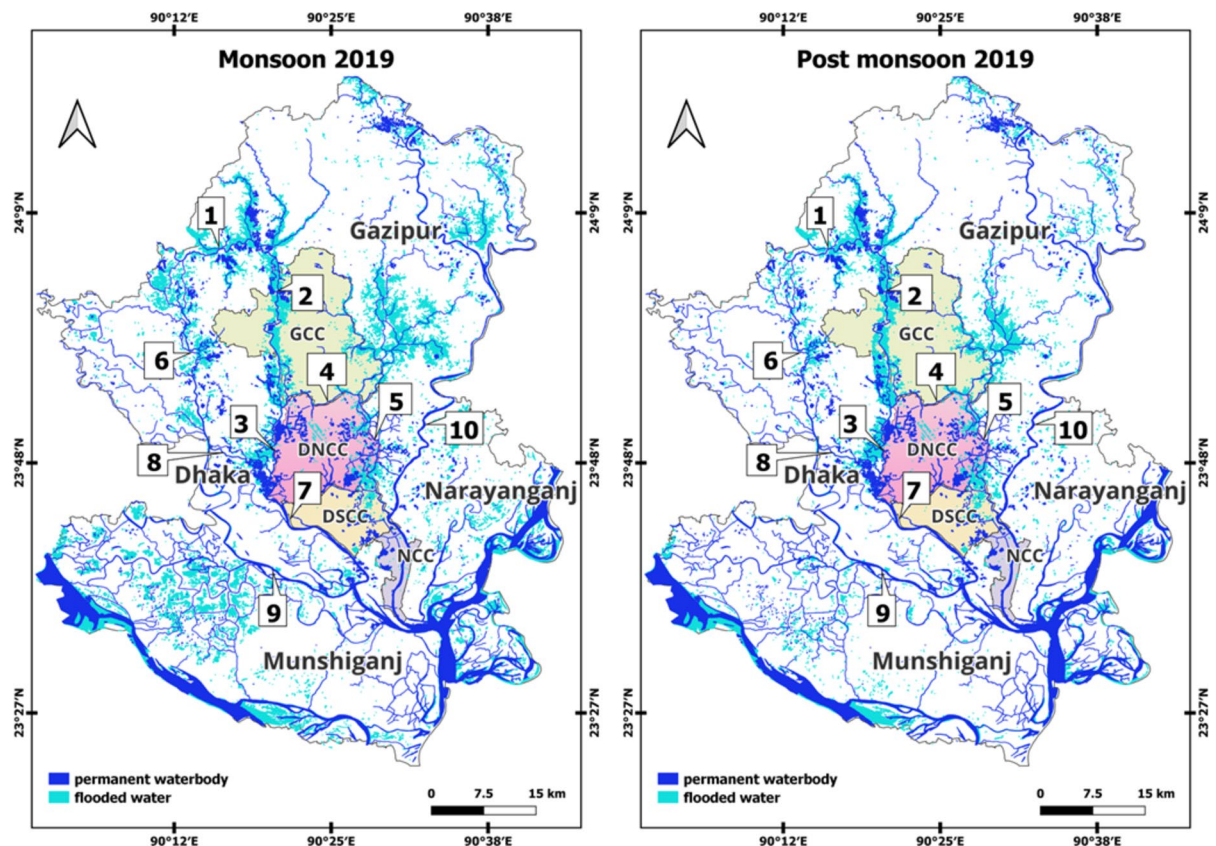 90°12'E 90°25'E 90°38'E
Monsoon 2019
24°9'N
23°48'N
23°27'N
1
Gazipur
2
GCC
6
4
5
3
10
DNCC
8
Dhaka
7
Narayanganj
DSCC
NCC
9
Munshiganj
permanent waterbody
flooded water
0 7.5 15 km
90°12'E 90°25'E 90°38'E
90°12'E 90°25'E 90°38'E
Post monsoon 2019
1
Gazipur
2
GCC
6
4
5
3
10
DNCC
8
Dhaka
7
Narayanganj
DSCC
NCC
9
Munshiganj
permanent waterbody
flooded water
0 7.5 15 km
24°9'N
23°48'N
23°27'N
90°12'E 90°25'E 90°38'E